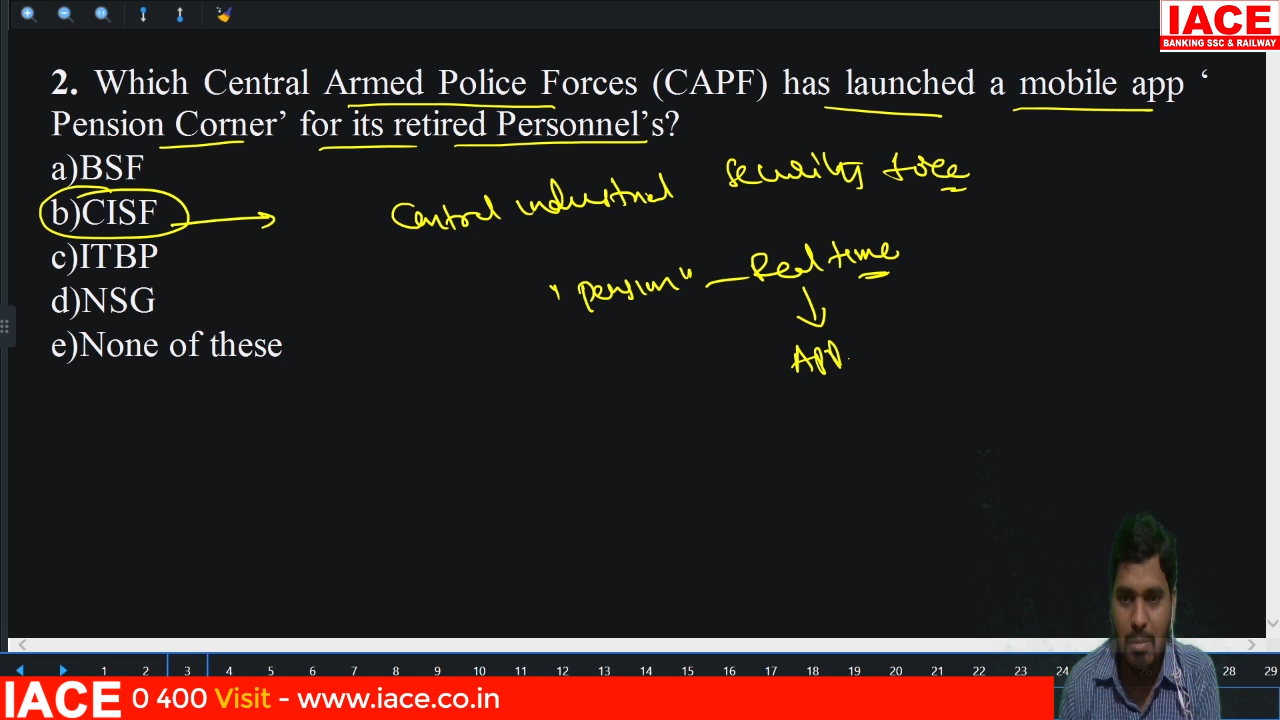 IACE
BANKING SSC & RAILWAY
2. Which Central Armed Police Forces (CAPF) has launched a mobile app ‘
Pension Corner’ for its retired Personnel’s?
a)BSF
b)CISF
c)ITBP
d)NSG
e)None of these
Central industrial security force
"pension" — Real time
App
1 2 3 4 5 6 7 8 9 10 11 12 13 14 15 16 17 18 19 20 21 22 23 24 25 26 28 29
IACE 0 400 Visit - www.iace.co.in